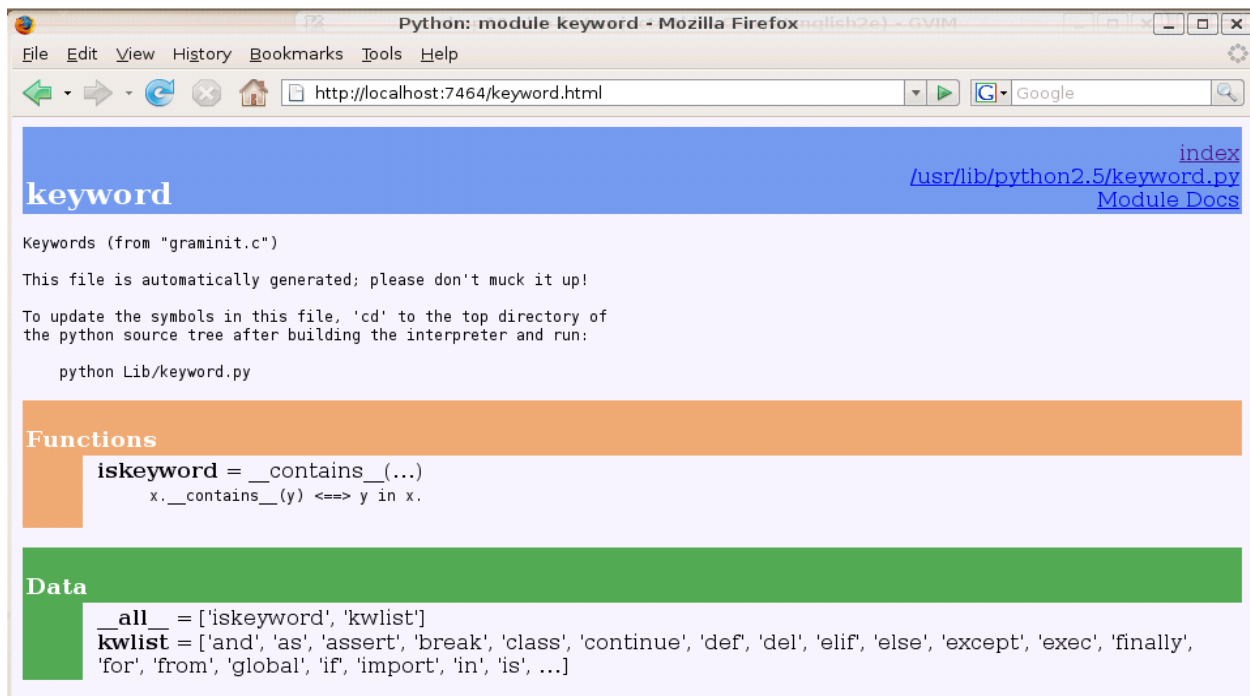 Python: module keyword - Mozilla Firefox nglish2e) - GVIM
File Edit View History Bookmarks Tools Help
http://localhost:7464/keyword.html G Google
index
/usr/lib/python2.5/keyword.py
keyword
Module Docs
Keywords (from "graminit.c")
This file is automatically generated; please don't muck it up!
To update the symbols in this file, 'cd' to the top directory of
the python source tree after building the interpreter and run:
python Lib/keyword.py
Functions
iskeyword = __contains__(...)
x.__contains__(y) <==> y in x.
Data
__all__ = ['iskeyword', 'kwlist']
kwlist = ['and', 'as', 'assert', 'break', 'class', 'continue', 'def', 'del', 'elif', 'else', 'except', 'exec', 'finally',
'for', 'from', 'global', 'if', 'import', 'in', 'is', ...]